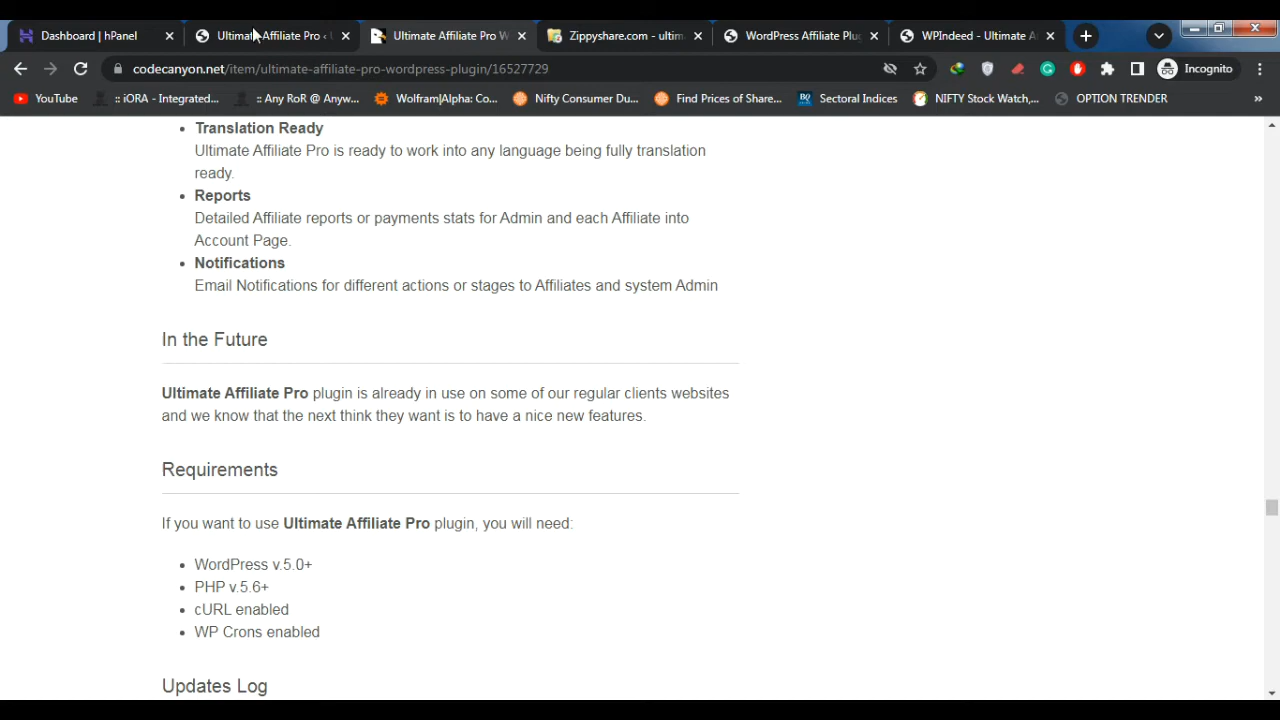 Dashboard | hPanel
Ultimate Affiliate Pro ‹
Ultimate Affiliate Pro W
Zippyshare.com - ultim
WordPress Affiliate Plu
WPIndeed - Ultimate A
codecanyon.net/item/ultimate-affiliate-pro-wordpress-plugin/16527729
Incognito
YouTube
:: iORA - Integrated...
:: Any RoR @ Anyw...
Wolfram|Alpha: Co...
Nifty Consumer Du...
Find Prices of Share...
BQ
Sectoral Indices
NIFTY Stock Watch,...
OPTION TRENDER
»
• Translation Ready
Ultimate Affiliate Pro is ready to work into any language being fully translation
ready.
• Reports
Detailed Affiliate reports or payments stats for Admin and each Affiliate into
Account Page.
• Notifications
Email Notifications for different actions or stages to Affiliates and system Admin
In the Future
Ultimate Affiliate Pro plugin is already in use on some of our regular clients websites
and we know that the next think they want is to have a nice new features.
Requirements
If you want to use Ultimate Affiliate Pro plugin, you will need:
• WordPress v.5.0+
• PHP v.5.6+
• cURL enabled
• WP Crons enabled
Updates Log